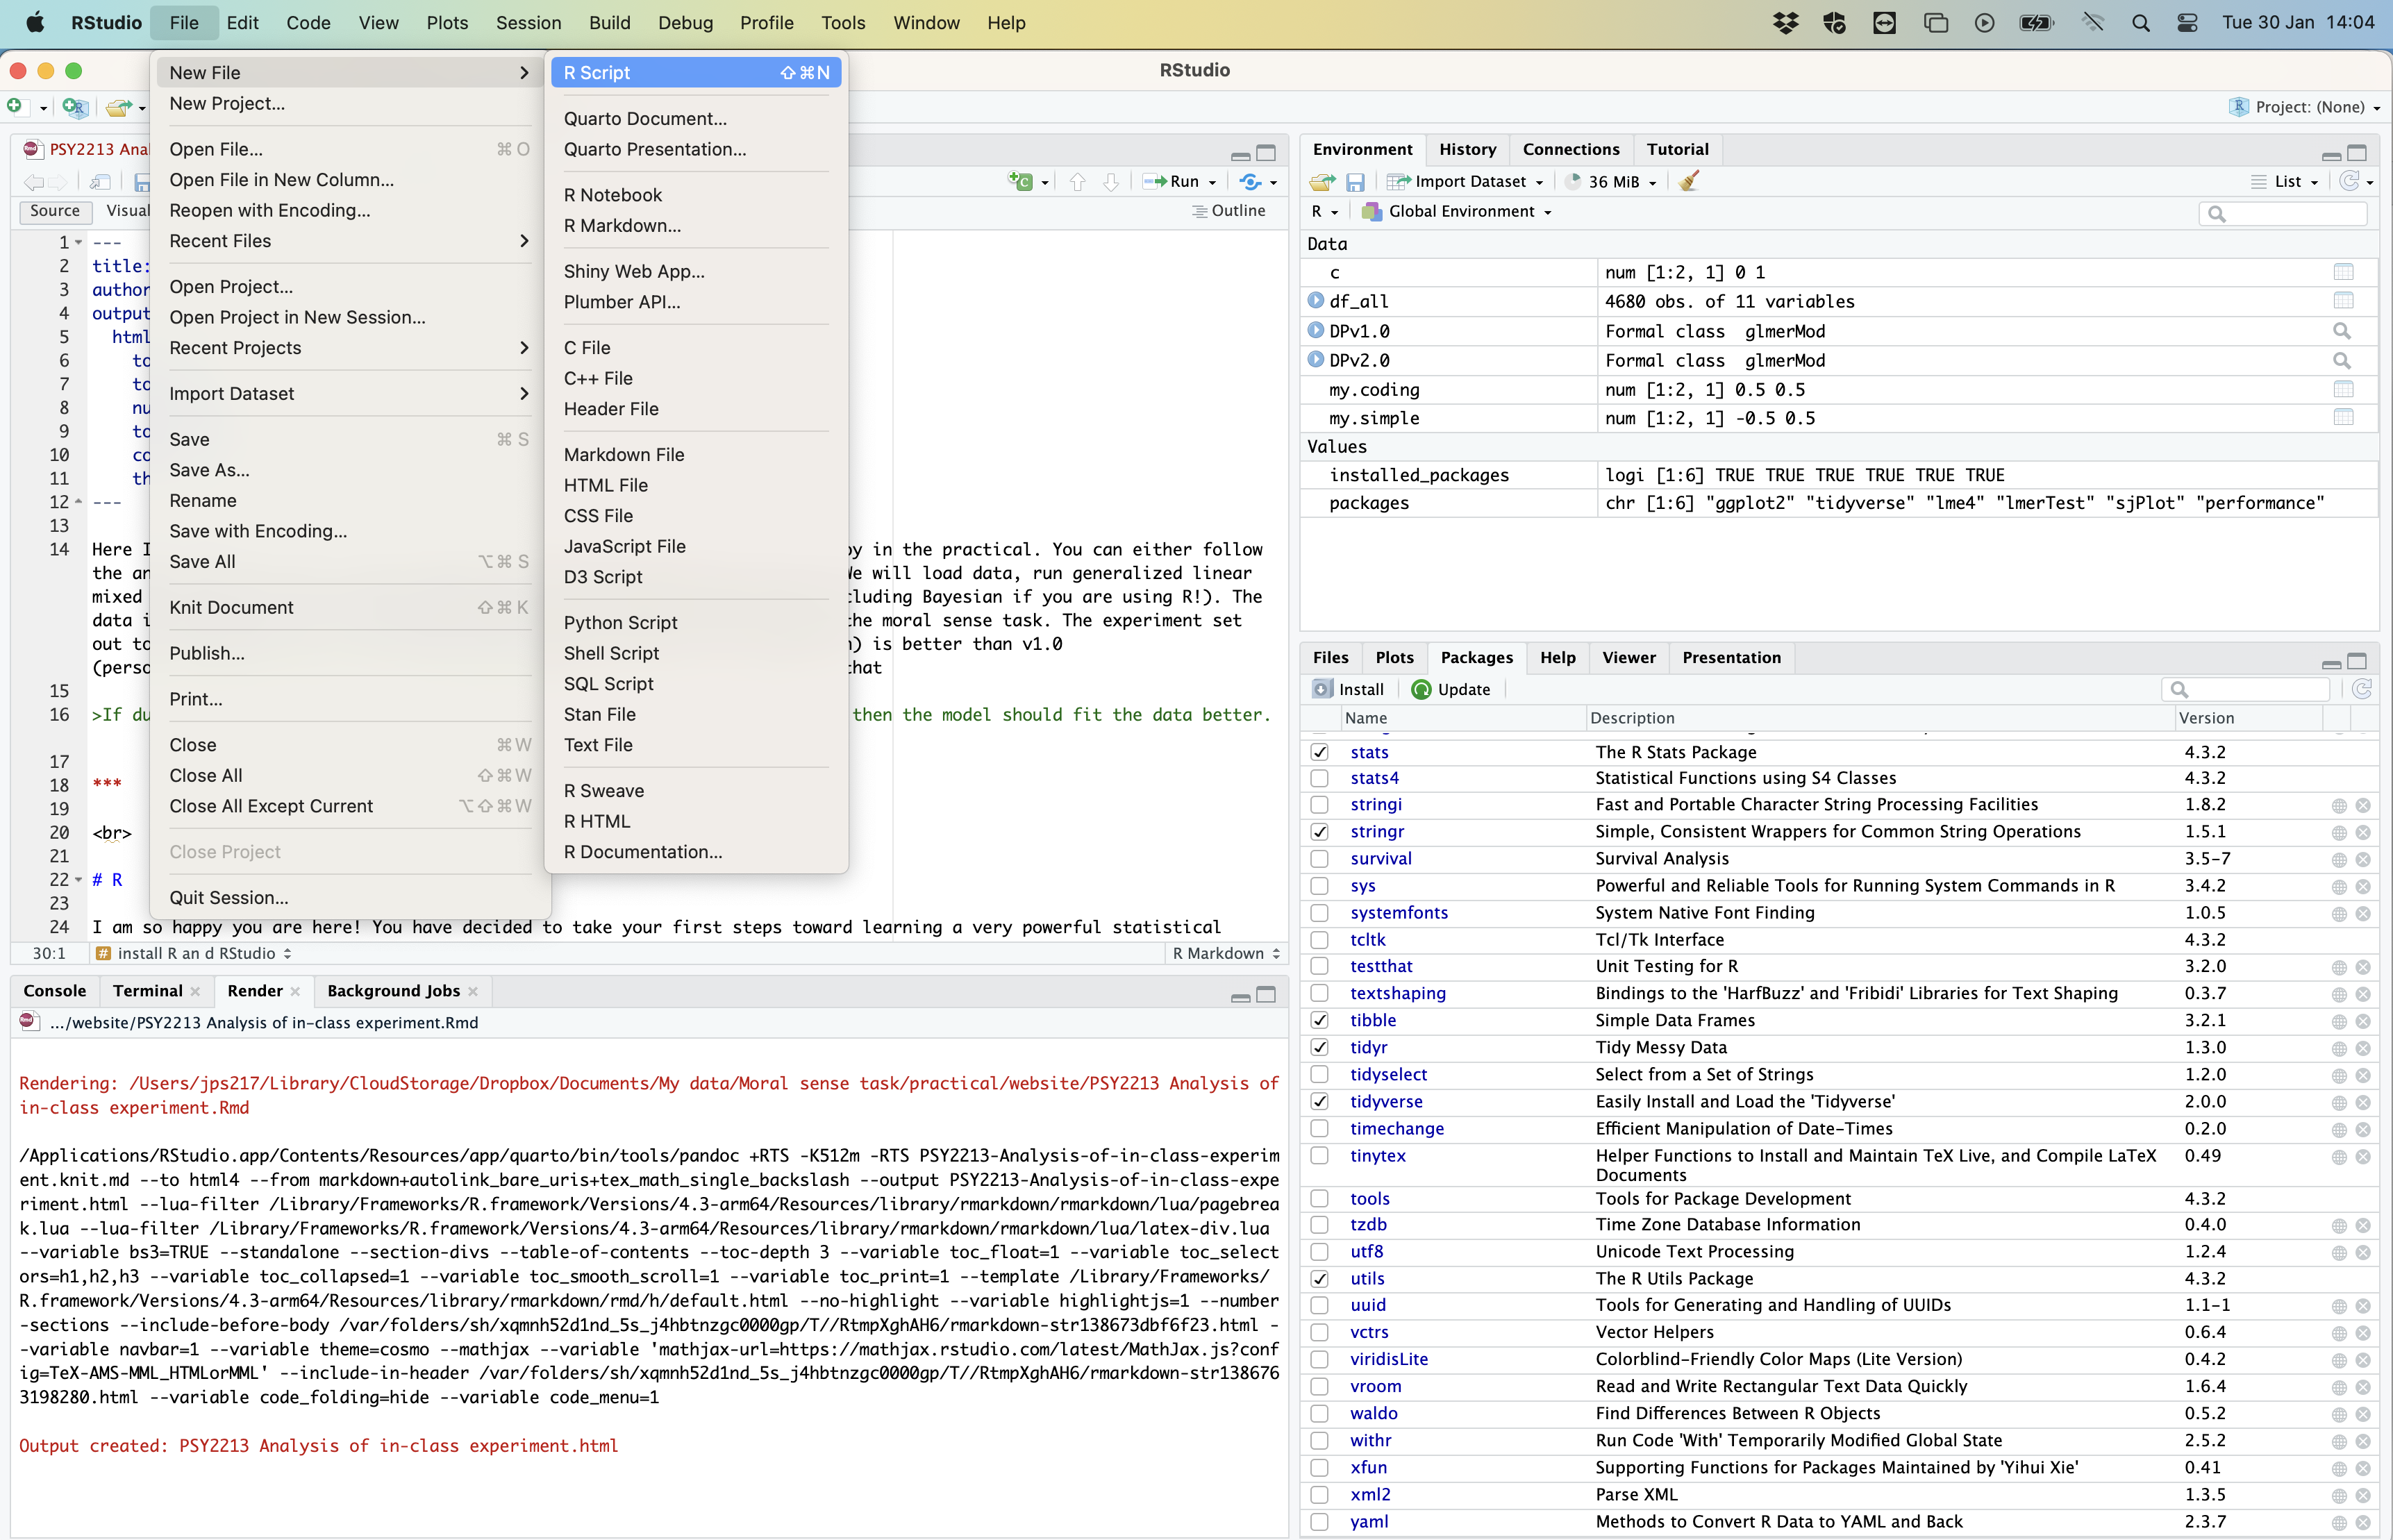 RStudio File Edit Code View Plots Session Build Debug Profile Tools Window Help Tue 30 Jan 14:04
RStudio
Project: (None)
New File
New Project...
Open File... ⌘ O
Open File in New Column...
Reopen with Encoding...
Recent Files
Open Project...
Open Project in New Session...
Recent Projects
Import Dataset
Save ⌘ S
Save As...
Rename
Save with Encoding...
Save All ⌥⌘ S
Knit Document ⇧⌘ K
Publish...
Print...
Close ⌘W
Close All ⇧⌘W
Close All Except Current ⌥⇧⌘W
Close Project
Quit Session...
R Script ⇧⌘N
Quarto Document...
Quarto Presentation...
R Notebook
R Markdown...
Shiny Web App...
Plumber API...
C File
C++ File
Header File
Markdown File
HTML File
CSS File
JavaScript File
D3 Script
Python Script
Shell Script
SQL Script
Stan File
Text File
R Sweave
R HTML
R Documentation...
PSY2213 Anal
Run
Source Visual Outline
1 ---
2 title:
3 author
4 output
5 html
6 to
7 to
8 nu
9 to
10 co
11 th
12 ---
13
14 Here I py in the practical. You can either follow
the an We will load data, run generalized linear
mixed cluding Bayesian if you are using R!). The
data i the moral sense task. The experiment set
out to n) is better than v1.0
(perso that
15
16 >If du then the model should fit the data better.
17
18 ***
19
20 <br>
21
22 # R
23
24 I am so happy you are here! You have decided to take your first steps toward learning a very powerful statistical
30:1 # install R an d RStudio R Markdown
Console Terminal Render Background Jobs
.../website/PSY2213 Analysis of in-class experiment.Rmd
Rendering: /Users/jps217/Library/CloudStorage/Dropbox/Documents/My data/Moral sense task/practical/website/PSY2213 Analysis of
in-class experiment.Rmd
/Applications/RStudio.app/Contents/Resources/app/quarto/bin/tools/pandoc +RTS -K512m -RTS PSY2213-Analysis-of-in-class-experim
ent.knit.md --to html4 --from markdown+autolink_bare_uris+tex_math_single_backslash --output PSY2213-Analysis-of-in-class-expe
riment.html --lua-filter /Library/Frameworks/R.framework/Versions/4.3-arm64/Resources/library/rmarkdown/rmarkdown/lua/pagebrea
k.lua --lua-filter /Library/Frameworks/R.framework/Versions/4.3-arm64/Resources/library/rmarkdown/rmarkdown/lua/latex-div.lua
--variable bs3=TRUE --standalone --section-divs --table-of-contents --toc-depth 3 --variable toc_float=1 --variable toc_select
ors=h1,h2,h3 --variable toc_collapsed=1 --variable toc_smooth_scroll=1 --variable toc_print=1 --template /Library/Frameworks/
R.framework/Versions/4.3-arm64/Resources/library/rmarkdown/rmd/h/default.html --no-highlight --variable highlightjs=1 --number
-sections --include-before-body /var/folders/sh/xqmnh52d1nd_5s_j4hbtnzgc0000gp/T//RtmpXghAH6/rmarkdown-str138673dbf6f23.html -
-variable navbar=1 --variable theme=cosmo --mathjax --variable 'mathjax-url=https://mathjax.rstudio.com/latest/MathJax.js?conf
ig=TeX-AMS-MML_HTMLorMML' --include-in-header /var/folders/sh/xqmnh52d1nd_5s_j4hbtnzgc0000gp/T//RtmpXghAH6/rmarkdown-str138676
3198280.html --variable code_folding=hide --variable code_menu=1
Output created: PSY2213 Analysis of in-class experiment.html
Environment History Connections Tutorial
Import Dataset 36 MiB List
R Global Environment
Data
c num [1:2, 1] 0 1
df_all 4680 obs. of 11 variables
DPv1.0 Formal class glmerMod
DPv2.0 Formal class glmerMod
my.coding num [1:2, 1] 0.5 0.5
my.simple num [1:2, 1] -0.5 0.5
Values
installed_packages logi [1:6] TRUE TRUE TRUE TRUE TRUE TRUE
packages chr [1:6] "ggplot2" "tidyverse" "lme4" "lmerTest" "sjPlot" "performance"
Files Plots Packages Help Viewer Presentation
Install Update
Name Description Version
stats The R Stats Package 4.3.2
stats4 Statistical Functions using S4 Classes 4.3.2
stringi Fast and Portable Character String Processing Facilities 1.8.2
stringr Simple, Consistent Wrappers for Common String Operations 1.5.1
survival Survival Analysis 3.5-7
sys Powerful and Reliable Tools for Running System Commands in R 3.4.2
systemfonts System Native Font Finding 1.0.5
tcltk Tcl/Tk Interface 4.3.2
testthat Unit Testing for R 3.2.0
textshaping Bindings to the 'HarfBuzz' and 'Fribidi' Libraries for Text Shaping 0.3.7
tibble Simple Data Frames 3.2.1
tidyr Tidy Messy Data 1.3.0
tidyselect Select from a Set of Strings 1.2.0
tidyverse Easily Install and Load the 'Tidyverse' 2.0.0
timechange Efficient Manipulation of Date-Times 0.2.0
tinytex Helper Functions to Install and Maintain TeX Live, and Compile LaTeX 0.49
Documents
tools Tools for Package Development 4.3.2
tzdb Time Zone Database Information 0.4.0
utf8 Unicode Text Processing 1.2.4
utils The R Utils Package 4.3.2
uuid Tools for Generating and Handling of UUIDs 1.1-1
vctrs Vector Helpers 0.6.4
viridisLite Colorblind-Friendly Color Maps (Lite Version) 0.4.2
vroom Read and Write Rectangular Text Data Quickly 1.6.4
waldo Find Differences Between R Objects 0.5.2
withr Run Code 'With' Temporarily Modified Global State 2.5.2
xfun Supporting Functions for Packages Maintained by 'Yihui Xie' 0.41
xml2 Parse XML 1.3.5
yaml Methods to Convert R Data to YAML and Back 2.3.7